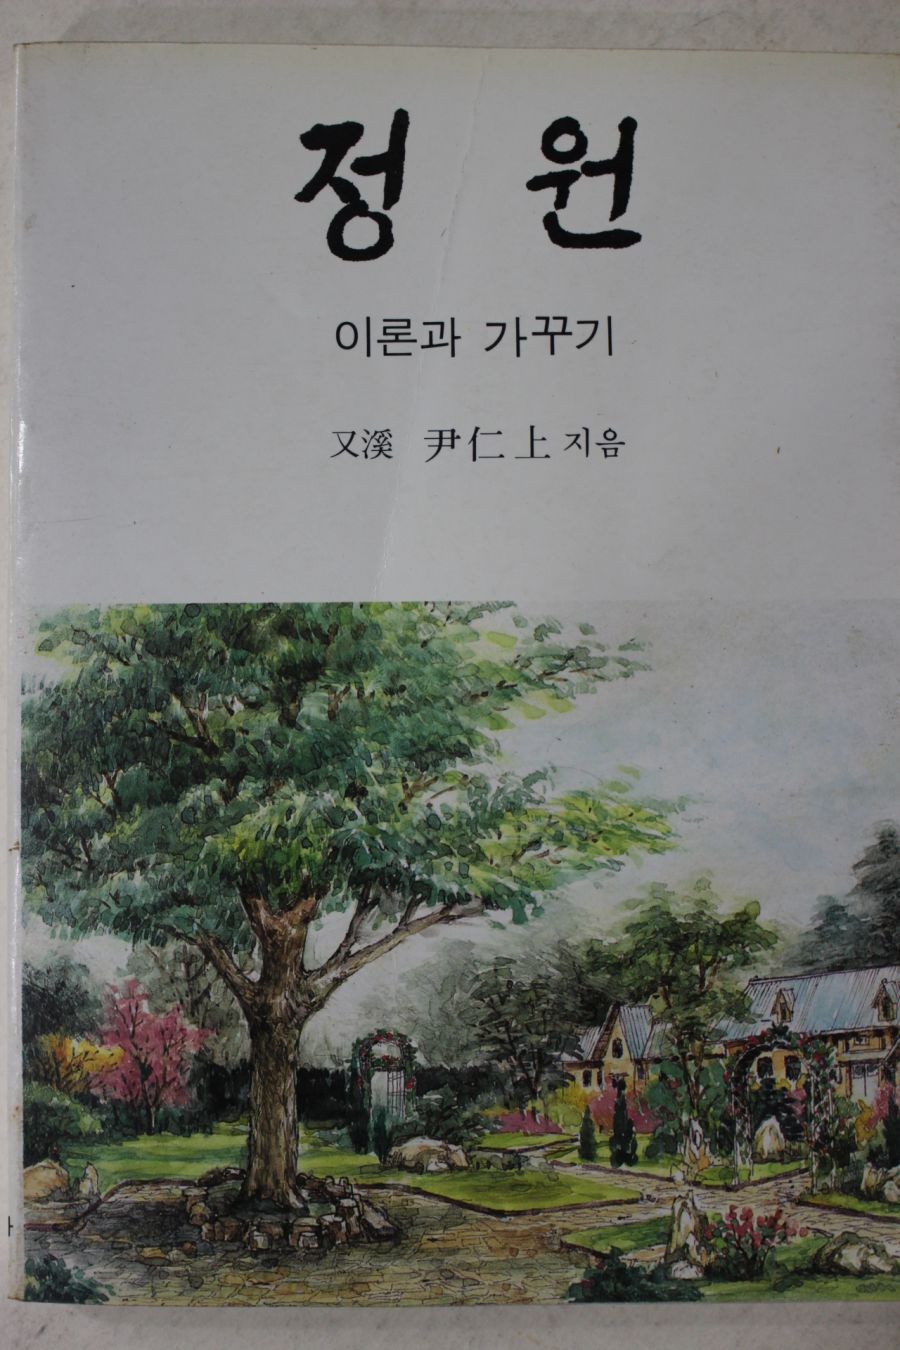 정 원
이론과 가꾸기
又溪 尹仁上 지음